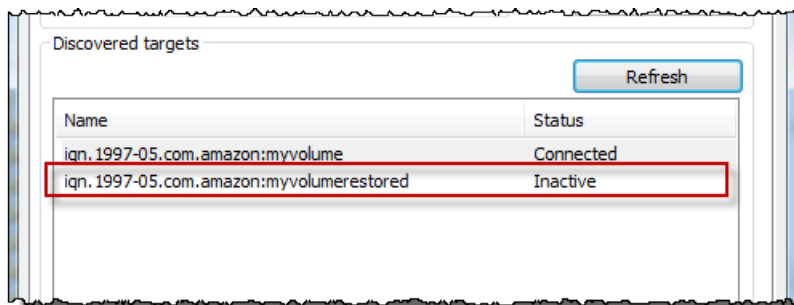 Discovered targets
Refresh
Name Status
iqn.1997-05.com.amazon:myvolume Connected
iqn.1997-05.com.amazon:myvolumerestored Inactive